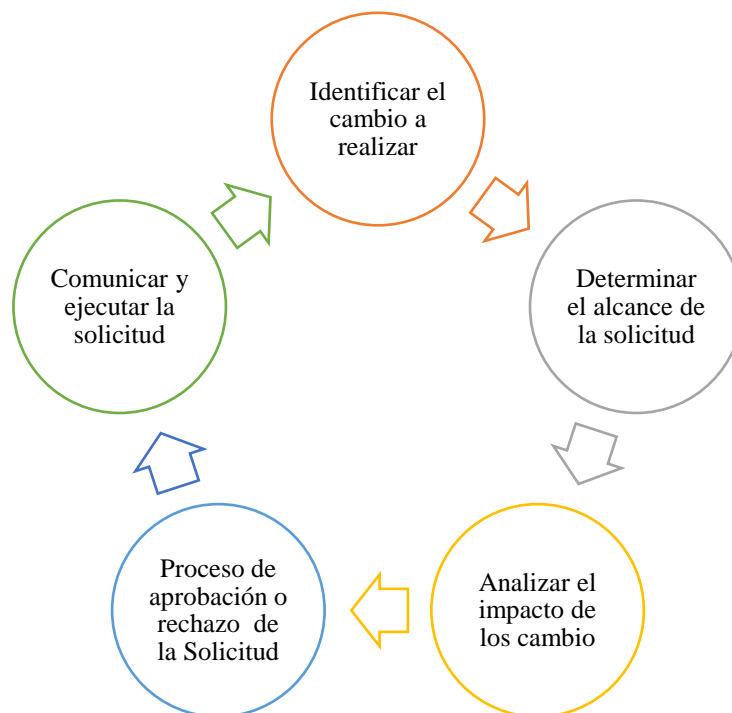 Identificar el
cambio a
realizar
Determinar
el alcance de
la solicitud
Analizar el
impacto de
los cambio
Proceso de
aprobación o
rechazo  de
la Solicitud
Comunicar y
ejecutar la
solicitud